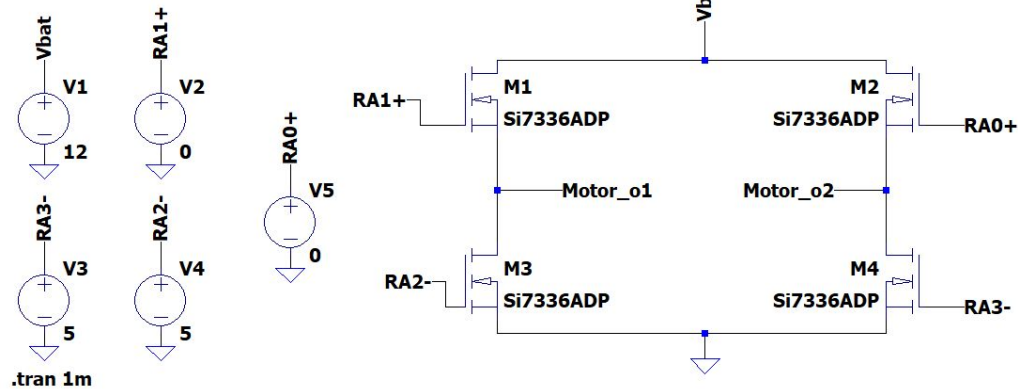 Vbat
V1
12
RA1+
V2
0
RA3-
V3
5
RA2-
V4
5
RA0+
V5
0
.tran 1m
Vb
RA1+
M1
Si7336ADP
M2
Si7336ADP
RA0+
Motor_o1
Motor_o2
RA2-
M3
Si7336ADP
M4
Si7336ADP
RA3-